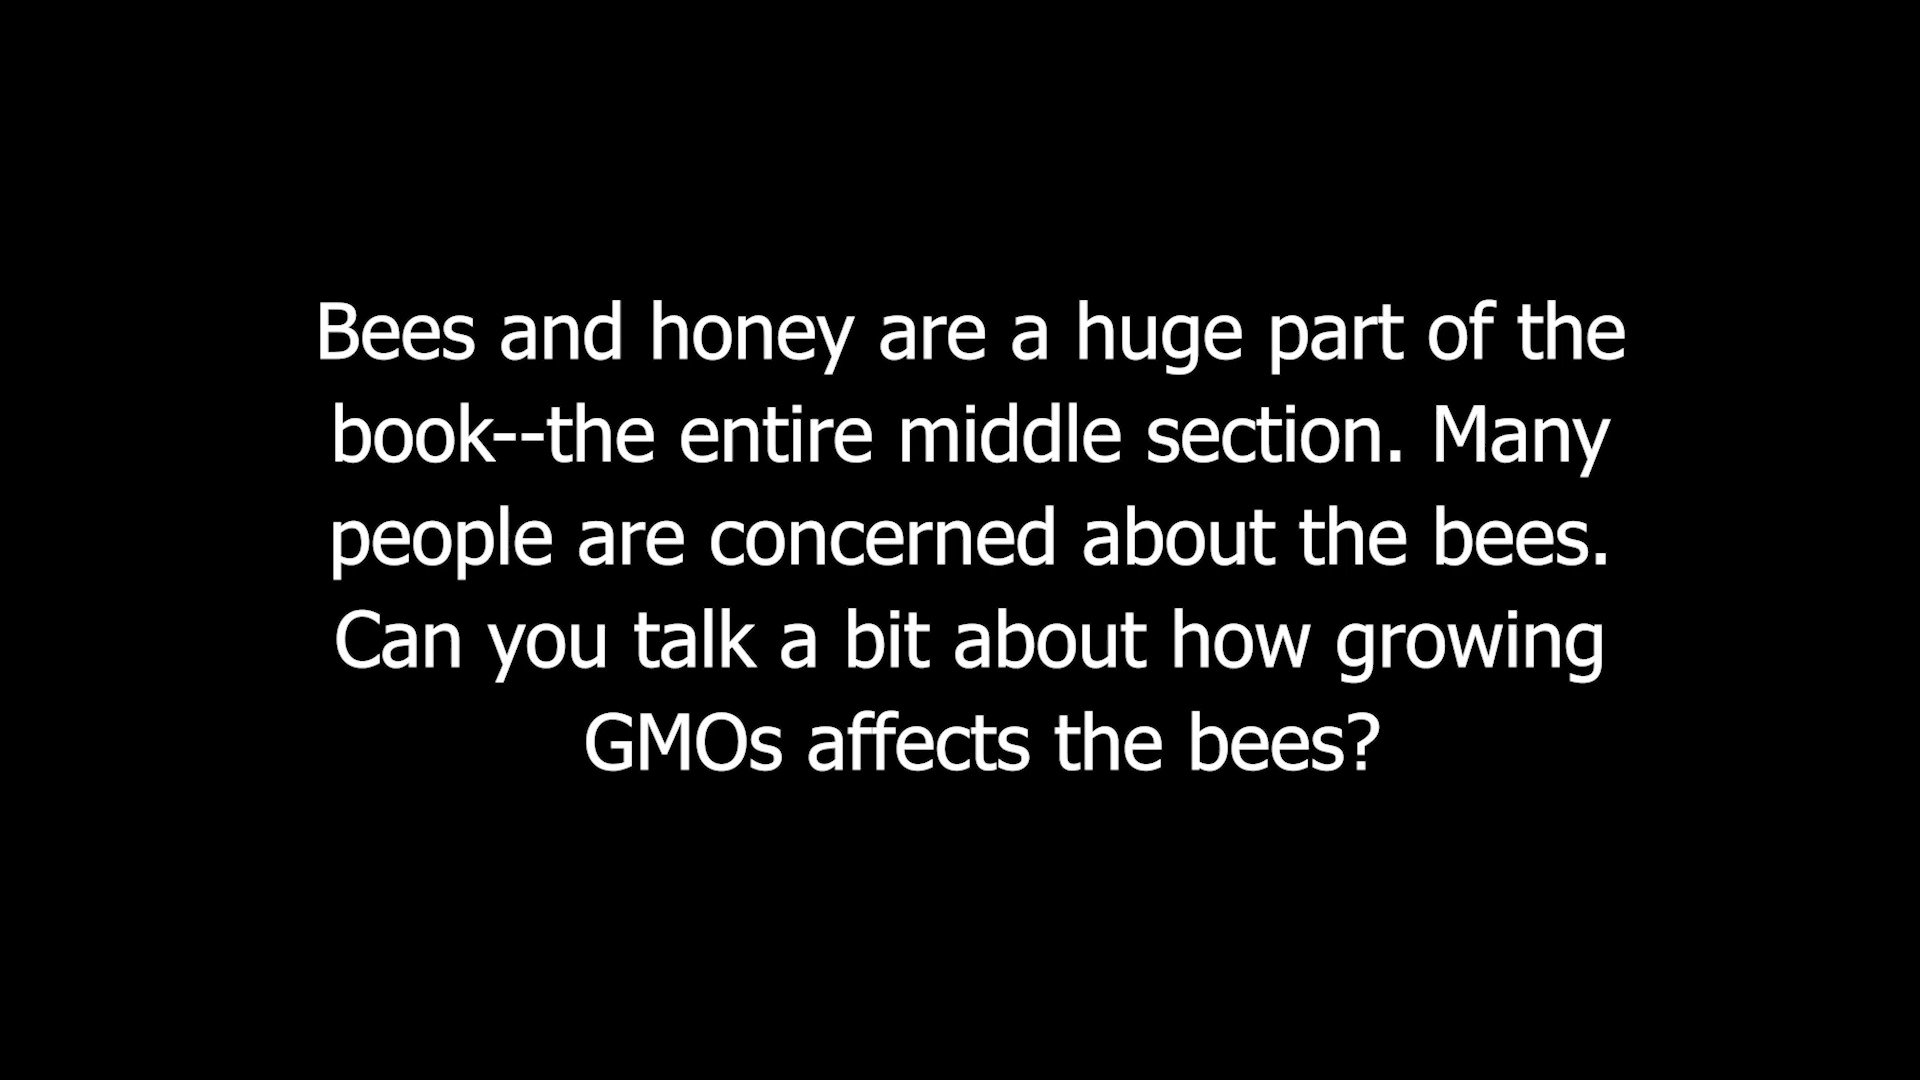 Bees and honey are a huge part of the
book--the entire middle section. Many
people are concerned about the bees.
Can you talk a bit about how growing
GMOs affects the bees?